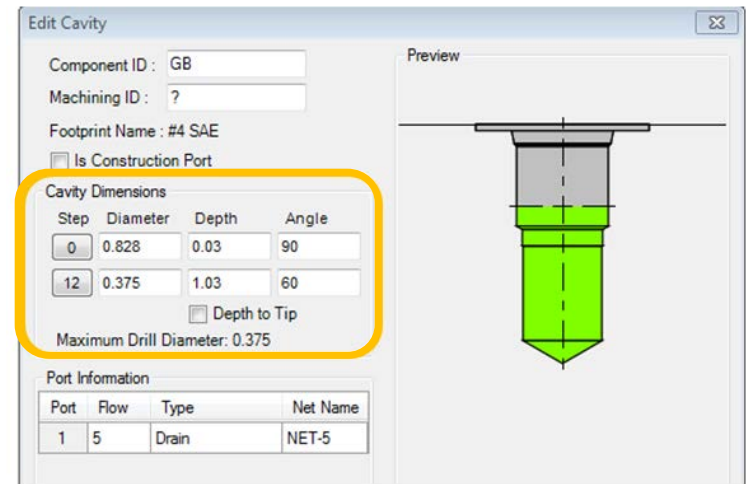 Edit Cavity
Component ID : GB
Machining ID : ?
Footprint Name : #4 SAE
Is Construction Port
Cavity Dimensions
Step Diameter Depth Angle
0 0.828 0.03 90
12 0.375 1.03 60
Depth to Tip
Maximum Drill Diameter: 0.375
Port Information
Port Flow Type Net Name
1 5 Drain NET-5
Preview